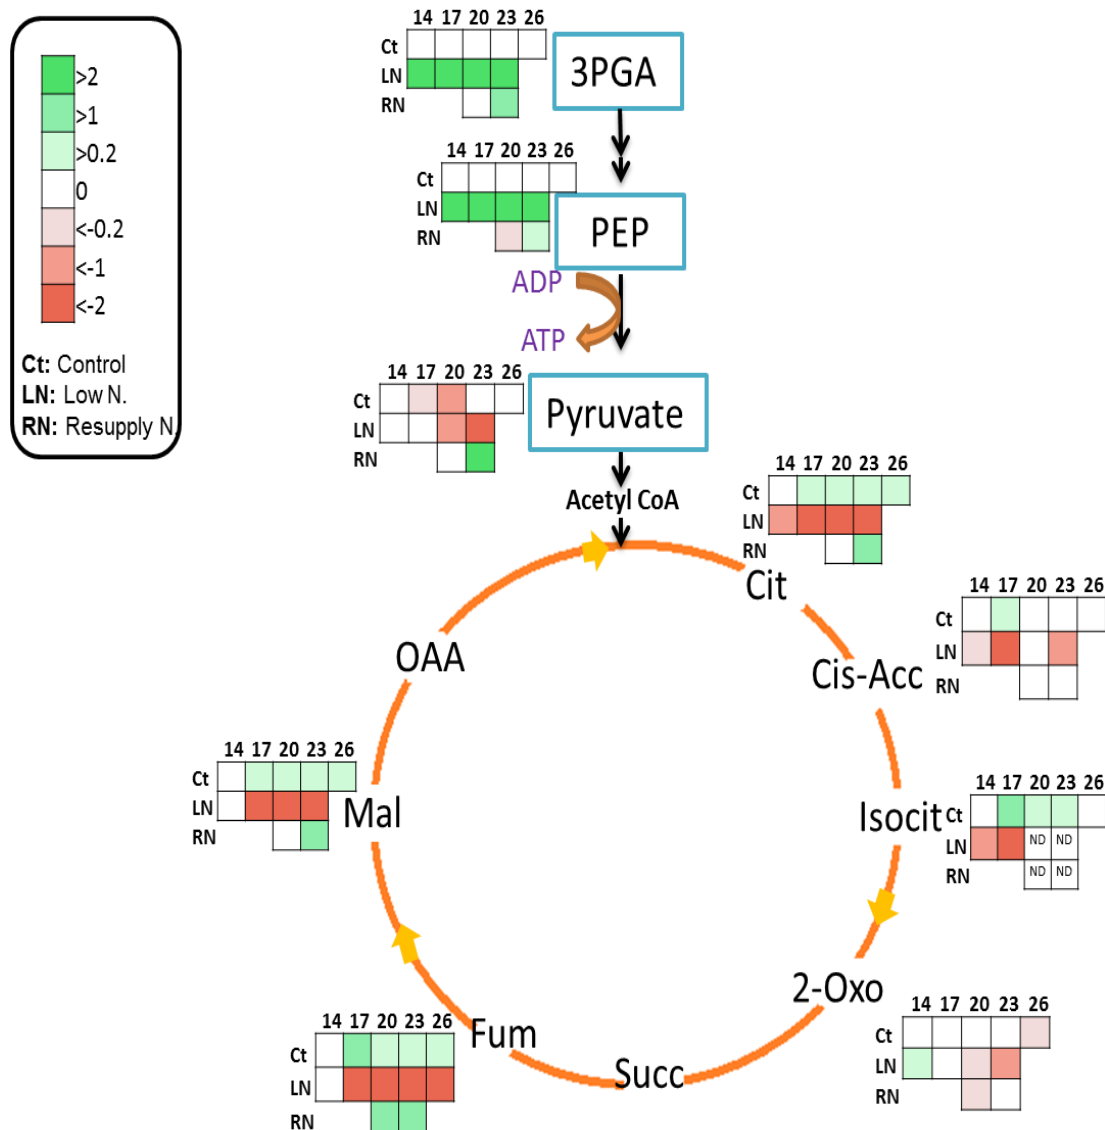 >2
>1
>0.2
0
<-0.2
<-1
<-2
Ct: Control
LN: Low N.
RN: Resupply N.
14 17 20 23 26
Ct
LN
RN
3PGA
14 17 20 23 26
Ct
LN
RN
PEP
ADP
ATP
14 17 20 23 26
Ct
LN
RN
Pyruvate
Acetyl CoA
14 17 20 23 26
Ct
LN
RN
Cit
14 17 20 23 26
Ct
LN
RN
Cis-Acc
OAA
14 17 20 23 26
Ct
LN
RN
Mal
Isocit
14 17 20 23 26
Ct
LN ND ND
RN ND ND
2-Oxo
14 17 20 23 26
Ct
LN
RN
Succ
Fum
14 17 20 23 26
Ct
LN
RN